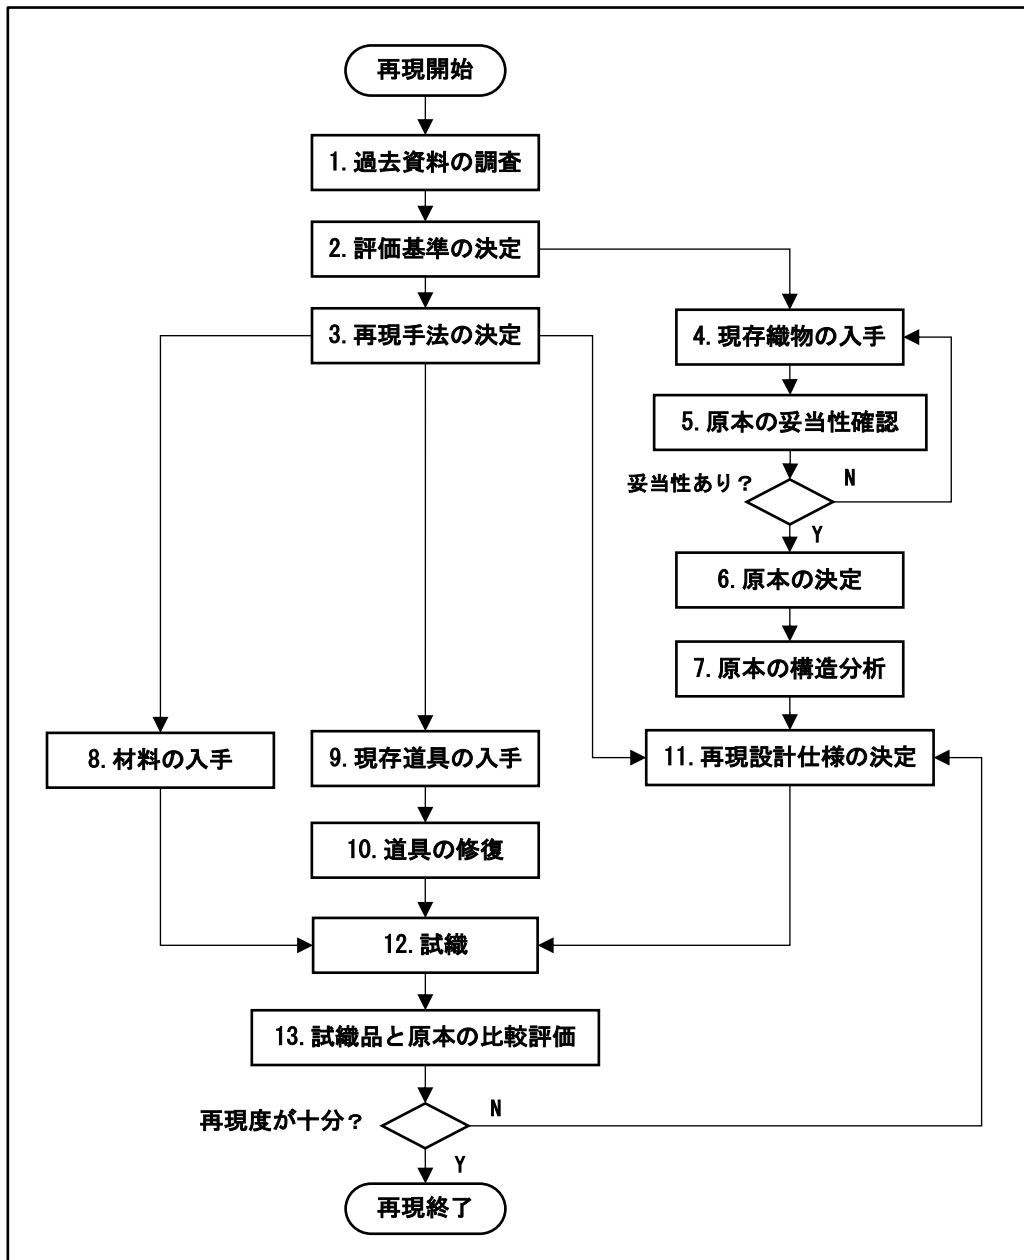 再現開始
1. 過去資料の調査
2. 評価基準の決定
3. 再現手法の決定
4. 現存織物の入手
5. 原本の妥当性確認
妥当性あり?
N
Y
6. 原本の決定
7. 原本の構造分析
8. 材料の入手
9. 現存道具の入手
11. 再現設計仕様の決定
10. 道具の修復
12. 試織
13. 試織品と原本の比較評価
再現度が十分?
N
Y
再現終了